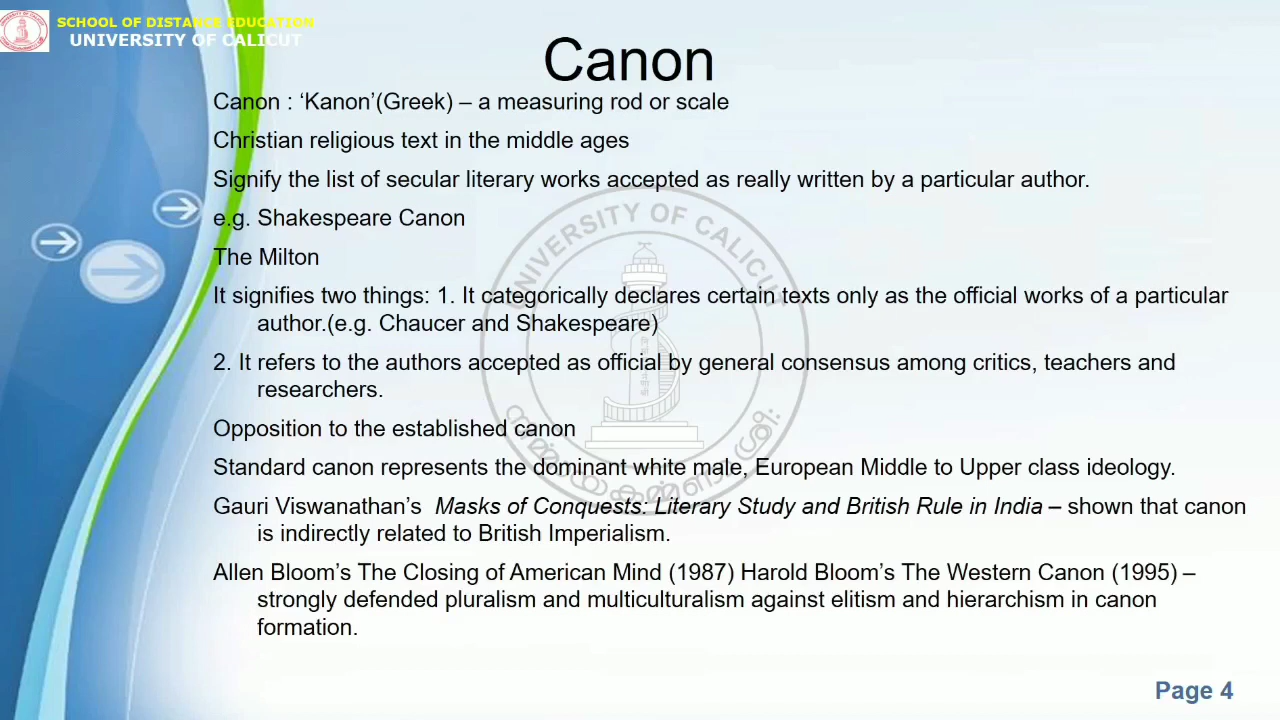 SCHOOL OF DISTANCE EDUCATION
UNIVERSITY OF CALICUT
Canon
Canon : ‘Kanon’(Greek) – a measuring rod or scale
Christian religious text in the middle ages
Signify the list of secular literary works accepted as really written by a particular author.
e.g. Shakespeare Canon
The Milton
It signifies two things: 1. It categorically declares certain texts only as the official works of a particular
author.(e.g. Chaucer and Shakespeare)
2. It refers to the authors accepted as official by general consensus among critics, teachers and
researchers.
Opposition to the established canon
Standard canon represents the dominant white male, European Middle to Upper class ideology.
Gauri Viswanathan’s Masks of Conquests: Literary Study and British Rule in India – shown that canon
is indirectly related to British Imperialism.
Allen Bloom’s The Closing of American Mind (1987) Harold Bloom’s The Western Canon (1995) –
strongly defended pluralism and multiculturalism against elitism and hierarchism in canon
formation.
UNIVERSITY OF CALICUT
Page 4